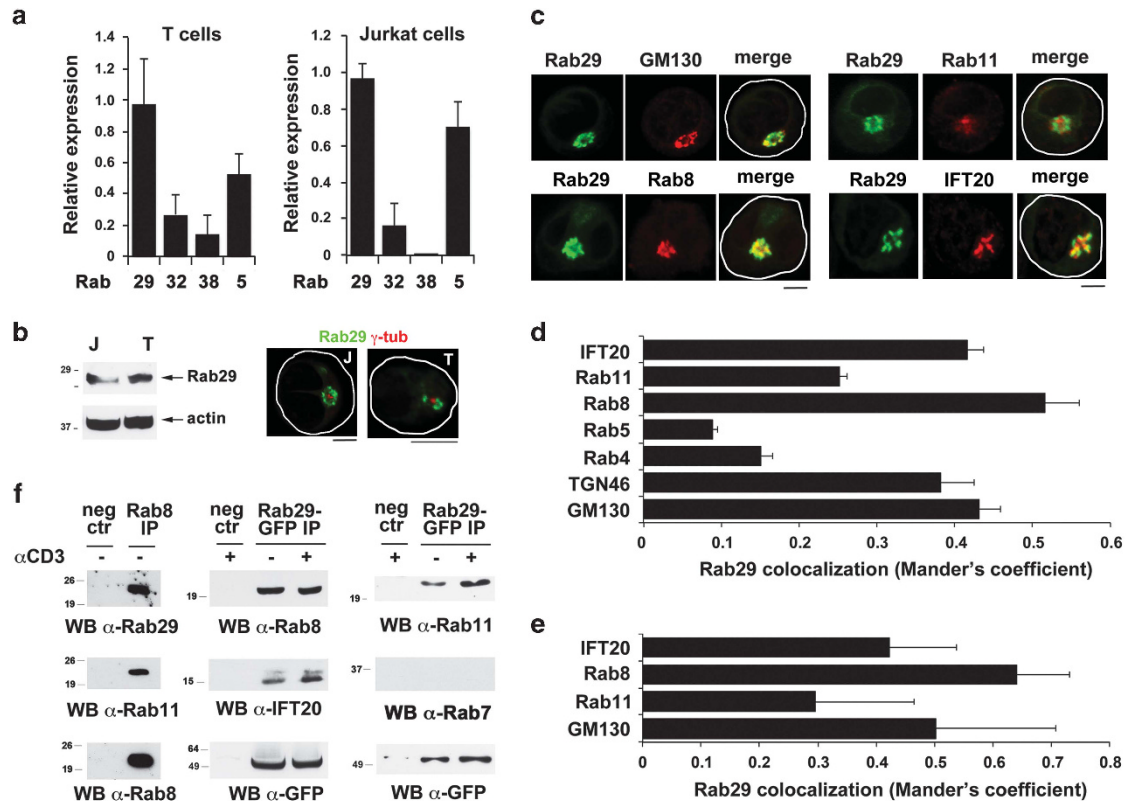 a
T cells
Relative expression
1.4
1.2
1.0
0.8
0.6
0.4
0.2
0
Rab 29 32 38 5
Jurkat cells
Relative expression
1.2
1.0
0.8
0.6
0.4
0.2
0
29 32 38 5
b
J T
29 -
Rab29
-
actin
37 -
Rab29 γ-tub
J
T
c
Rab29 GM130 merge
Rab29 Rab11 merge
Rab29 Rab8 merge
Rab29 IFT20 merge
d
IFT20
Rab11
Rab8
Rab5
Rab4
TGN46
GM130
0 0.1 0.2 0.3 0.4 0.5 0.6
Rab29 colocalization (Mander's coefficient)
e
IFT20
Rab8
Rab11
GM130
0 0.1 0.2 0.3 0.4 0.5 0.6 0.7 0.8
Rab29 colocalization (Mander's coefficient)
f
neg ctr
Rab8 IP
αCD3 - -
26
19
WB α-Rab29
26
19
WB α-Rab11
26
19
WB α-Rab8
neg ctr
Rab29-GFP IP
+ - +
19
WB α-Rab8
15
WB α-IFT20
64
49
WB α-GFP
neg ctr
Rab29-GFP IP
+ - +
19
WB α-Rab11
37
WB α-Rab7
49
WB α-GFP